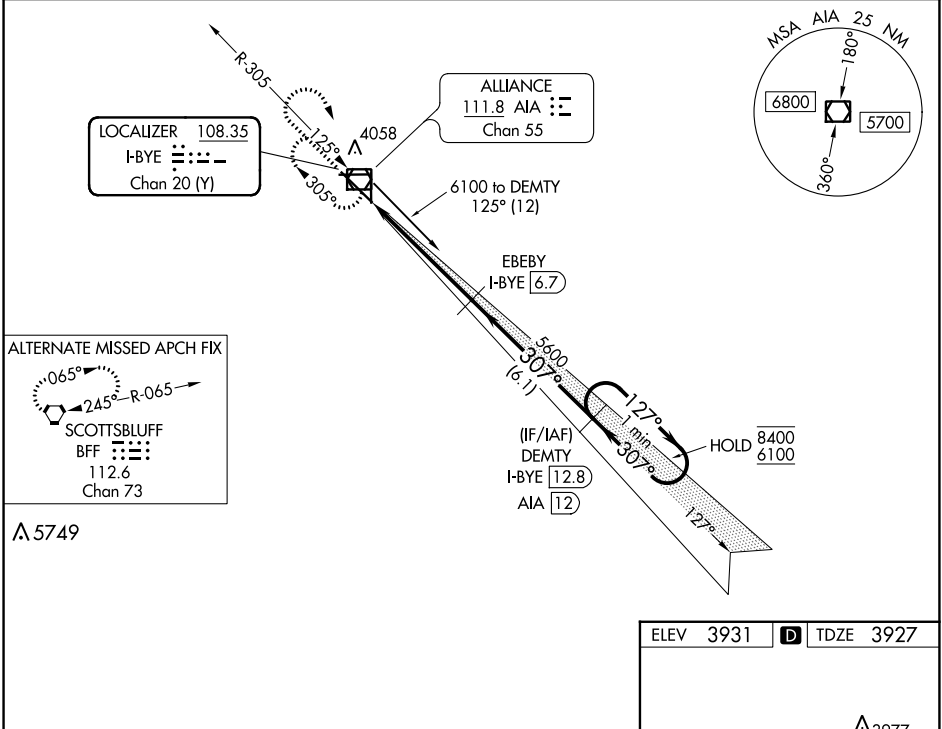 MSA AIA 25 NM
180°
6800
5700
360°
R-305
125°
4058
305°
ALLIANCE
111.8 AIA
Chan 55
LOCALIZER 108.35
I-BYE
Chan 20 (Y)
6100 to DEMTY
125° (12)
EBEBY
I-BYE 6.7
5600
307°
(6.1)
127°
1 min
307°
HOLD 8400
6100
(IF/IAF)
DEMTY
I-BYE 12.8
AIA 12
127°
ALTERNATE MISSED APCH FIX
065°
245°
R-065
SCOTTSBLUFF
BFF
112.6
Chan 73
5749
ELEV 3931 D TDZE 3927